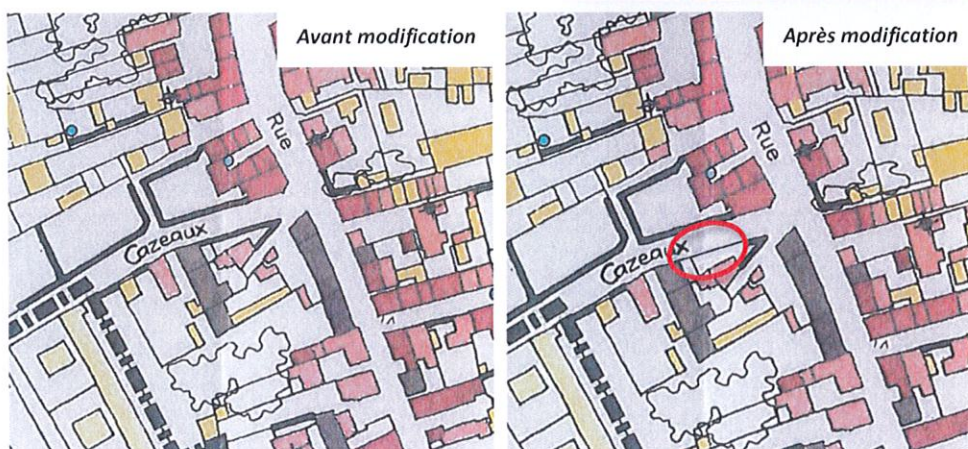 Avant modification
Rue
Cazeaux
Après modification
Rue
Cazeaux